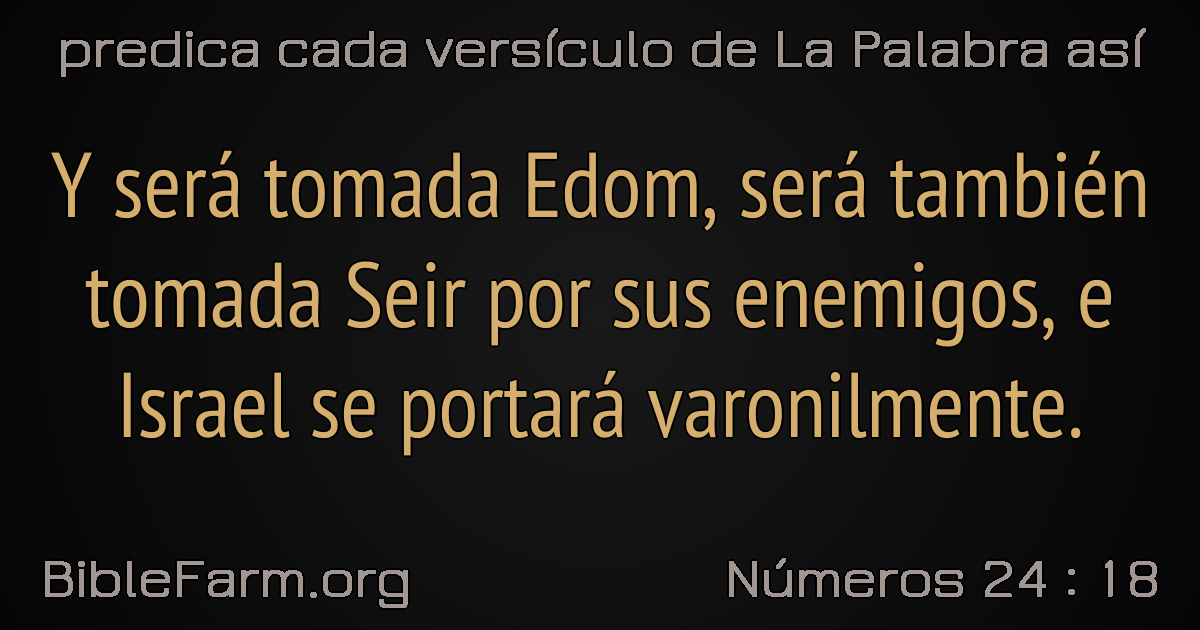 predica cada versículo de La Palabra así
Y será tomada Edom, será también
tomada Seir por sus enemigos, e
Israel se portará varonilmente.
BibleFarm.org
Números 24 : 18